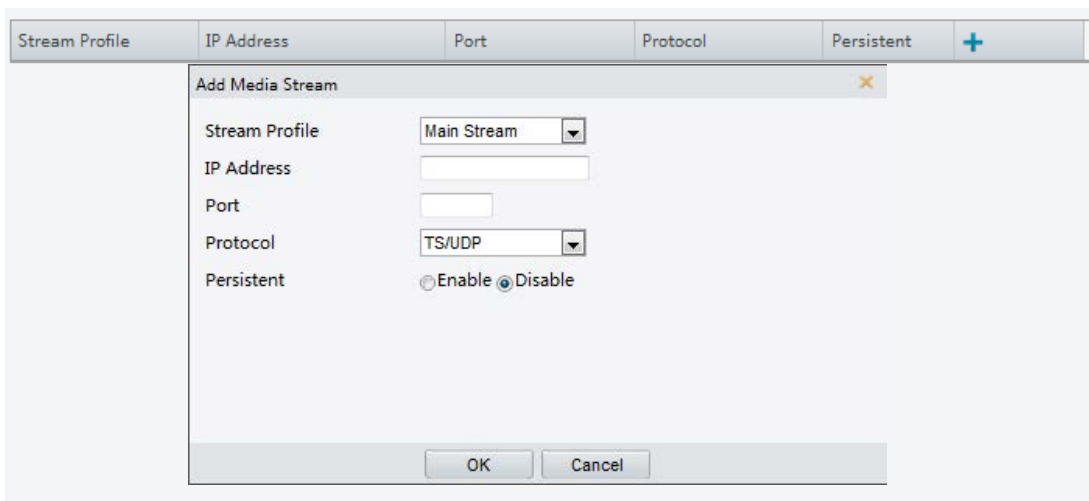 Stream Profile IP Address Port Protocol Persistent +
Add Media Stream ×
Stream Profile Main Stream
IP Address
Port
Protocol TS/UDP
Persistent Enable Disable
OK Cancel